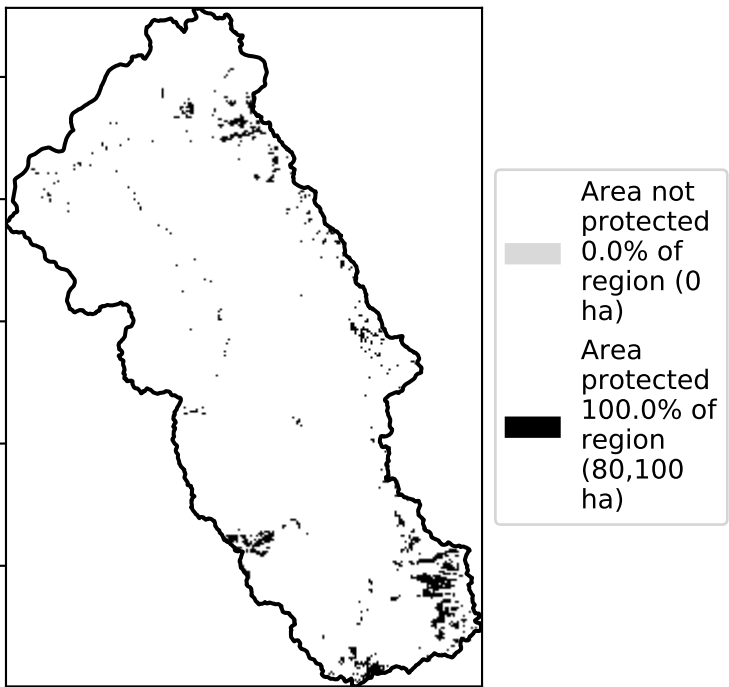 Area not
protected
0.0% of
region (0
ha)
Area
protected
100.0% of
region
(80,100
ha)